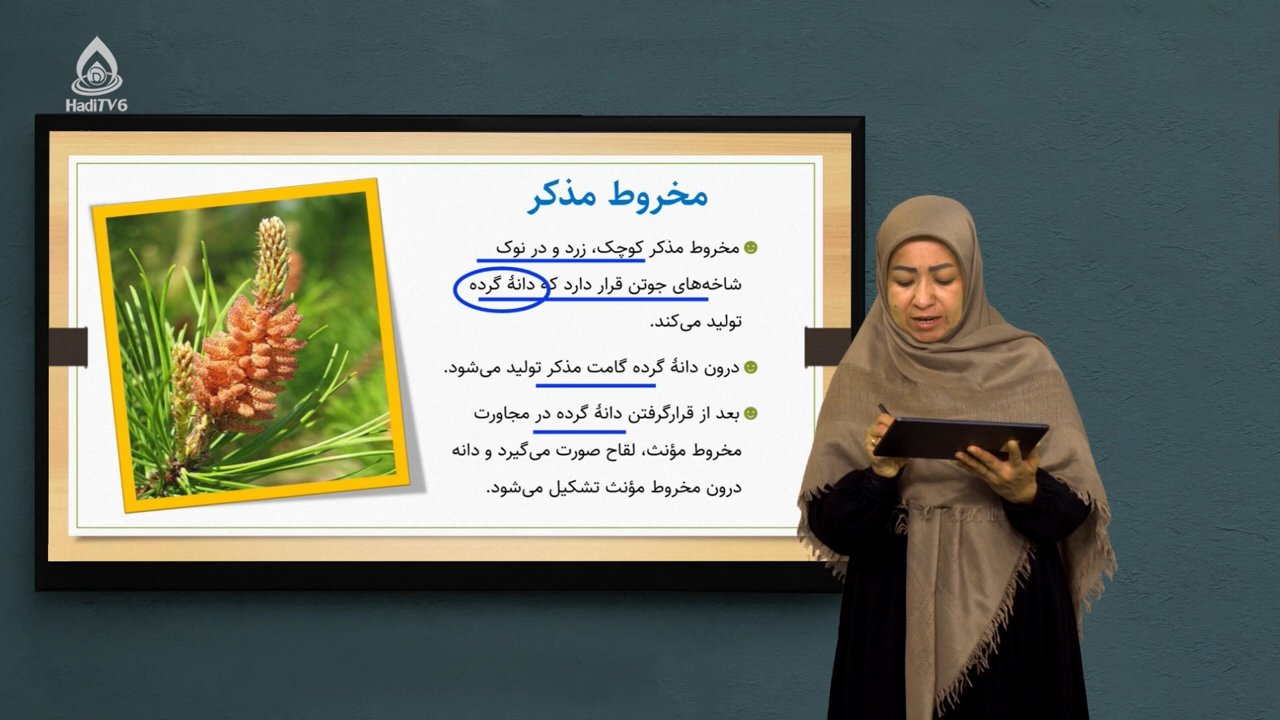 HadiTV6
مخروط مذکر
مخروط مذکر کوچک، زرد و در نوک
شاخه‌های جوتن قرار دارد که دانهٔ گرده
تولید می‌کند.
درون دانهٔ گرده گامت مذکر تولید می‌شود.
بعد از قرارگرفتن دانهٔ گرده در مجاورت
مخروط مؤنث، لقاح صورت می‌گیرد و دانه
درون مخروط مؤنث تشکیل می‌شود.